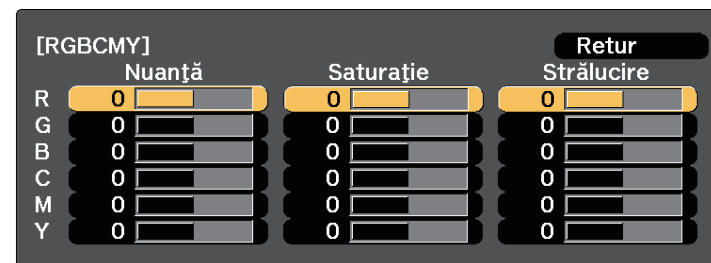 [RGBCMY] Retur
Nuanţă Saturaţie Strălucire
R 0 0 0
G 0 0 0
B 0 0 0
C 0 0 0
M 0 0 0
Y 0 0 0